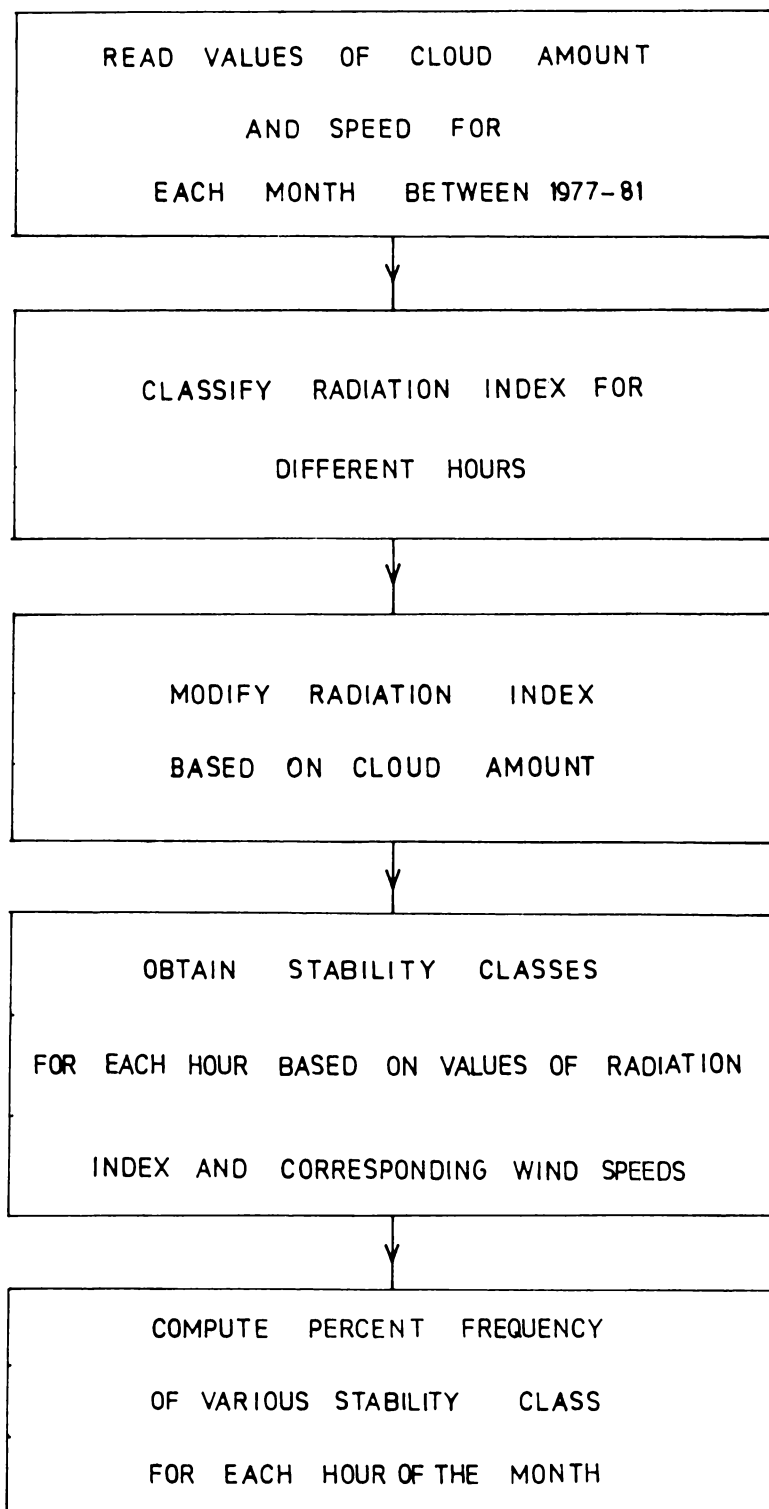 READ VALUES OF CLOUD AMOUNT
AND SPEED FOR
EACH MONTH BETWEEN 1977-81
CLASSIFY RADIATION INDEX FOR
DIFFERENT HOURS
MODIFY RADIATION INDEX
BASED ON CLOUD AMOUNT
OBTAIN STABILITY CLASSES
FOR EACH HOUR BASED ON VALUES OF RADIATION
INDEX AND CORRESPONDING WIND SPEEDS
COMPUTE PERCENT FREQUENCY
OF VARIOUS STABILITY CLASS
FOR EACH HOUR OF THE MONTH